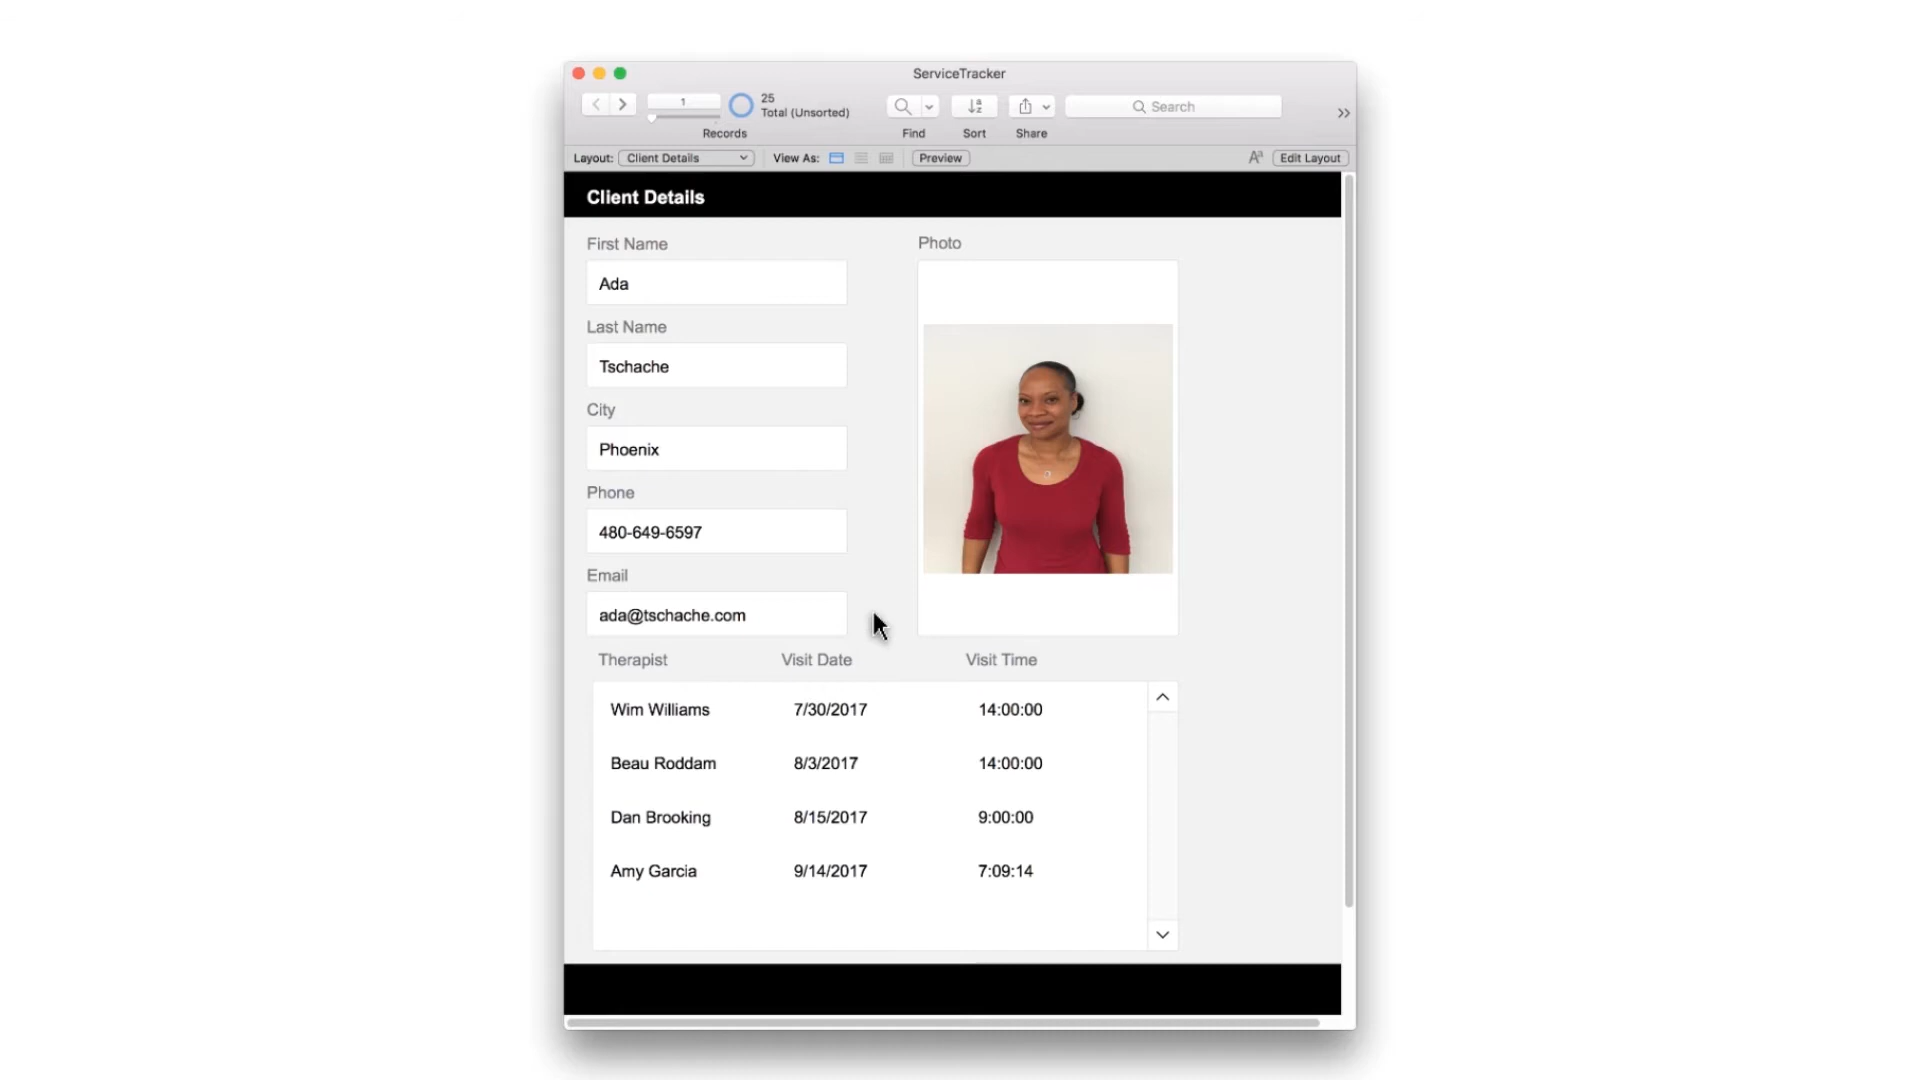 ServiceTracker
1
25
Total (Unsorted)
Records
Find
Sort
Share
Search
Layout: Client Details
View As:
Preview
Edit Layout
Client Details
First Name
Ada
Last Name
Tschache
City
Phoenix
Phone
480-649-6597
Email
ada@tschache.com
Photo
Therapist Visit Date Visit Time
Wim Williams 7/30/2017 14:00:00
Beau Roddam 8/3/2017 14:00:00
Dan Brooking 8/15/2017 9:00:00
Amy Garcia 9/14/2017 7:09:14